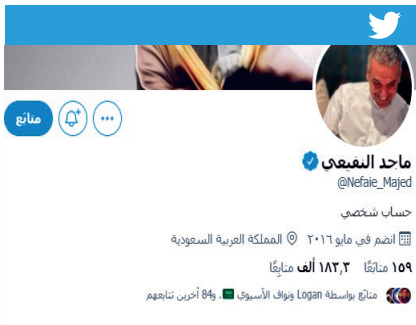 متابَع
ماجد النفيعي
@Nefaie_Majed
حساب شخصي
انضم في مايو ٢٠١٦ المملكة العربية السعودية
١٥٩ متابَعًا ١٨٣,٣ ألف متابِعًا
متابَع بواسطة Logan ونواف الأسيوي 🇸🇦. و84 آخرين تتابعهم